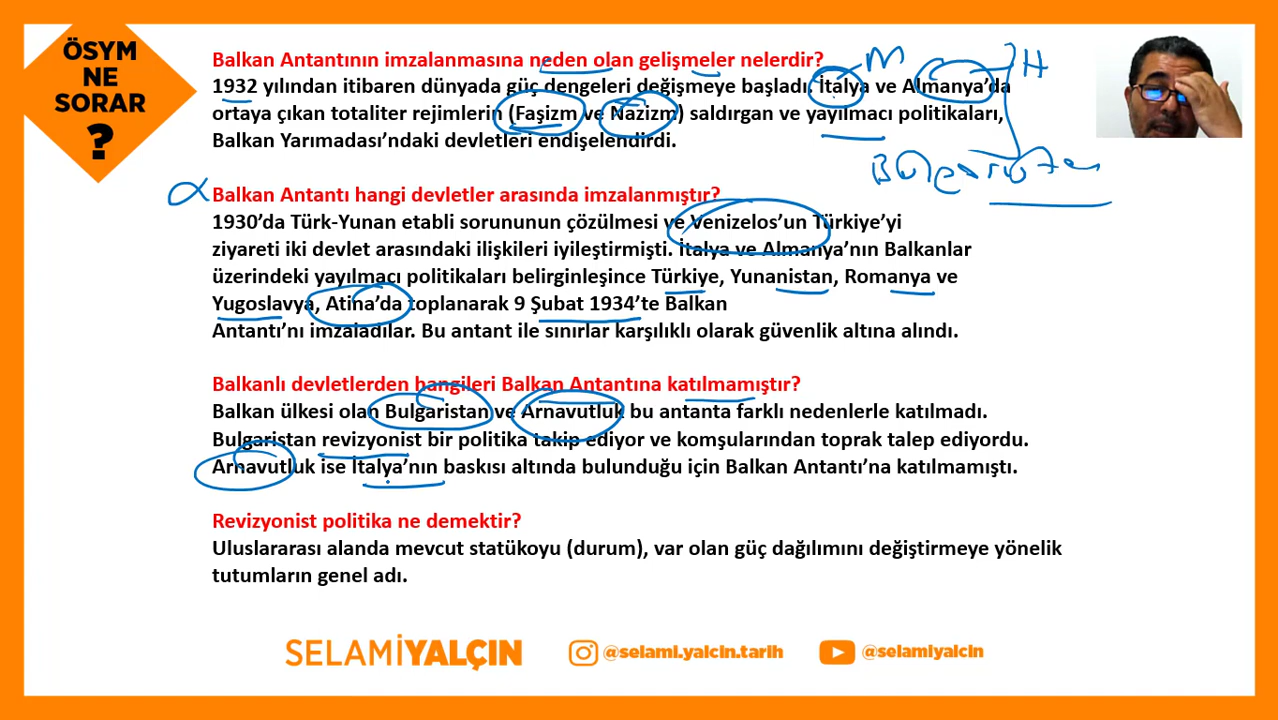 ÖSYM
NE
SORAR
?
Balkan Antantının imzalanmasına neden olan gelişmeler nelerdir?
1932 yılından itibaren dünyada güç dengeleri değişmeye başladı. İtalya ve Almanya’da
ortaya çıkan totaliter rejimlerin (Faşizm ve Nazizm) saldırgan ve yayılmacı politikaları,
Balkan Yarımadası’ndaki devletleri endişelendirdi.
M
H
Balkan Antantı hangi devletler arasında imzalanmıştır?
1930’da Türk-Yunan etabli sorununun çözülmesi ve Venizelos’un Türkiye’yi
ziyareti iki devlet arasındaki ilişkileri iyileştirmişti. İtalya ve Almanya’nın Balkanlar
üzerindeki yayılmacı politikaları belirginleşince Türkiye, Yunanistan, Romanya ve
Yugoslavya, Atina’da toplanarak 9 Şubat 1934’te Balkan
Antantı’nı imzaladılar. Bu antant ile sınırlar karşılıklı olarak güvenlik altına alındı.
Balkanlı devletlerden hangileri Balkan Antantına katılmamıştır?
Balkan ülkesi olan Bulgaristan ve Arnavutluk bu antanta farklı nedenlerle katılmadı.
Bulgaristan revizyonist bir politika takip ediyor ve komşularından toprak talep ediyordu.
Arnavutluk ise İtalya’nın baskısı altında bulunduğu için Balkan Antantı’na katılmamıştı.
Revizyonist politika ne demektir?
Uluslararası alanda mevcut statükoyu (durum), var olan güç dağılımını değiştirmeye yönelik
tutumların genel adı.
SELAMİYALÇIN
@selami.yalcin.tarih
@selamiyalcin